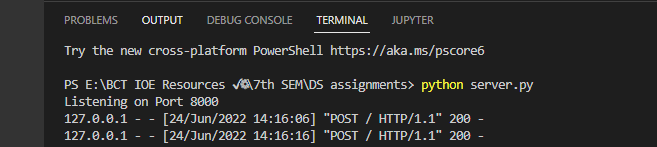 PROBLEMS OUTPUT DEBUG CONSOLE TERMINAL JUPYTER
Try the new cross-platform PowerShell https://aka.ms/pscore6
PS E:\BCT IOE Resources \7th SEM\DS assignments> python server.py
Listening on Port 8000
127.0.0.1 - - [24/Jun/2022 14:16:06] "POST / HTTP/1.1" 200 -
127.0.0.1 - - [24/Jun/2022 14:16:16] "POST / HTTP/1.1" 200 -